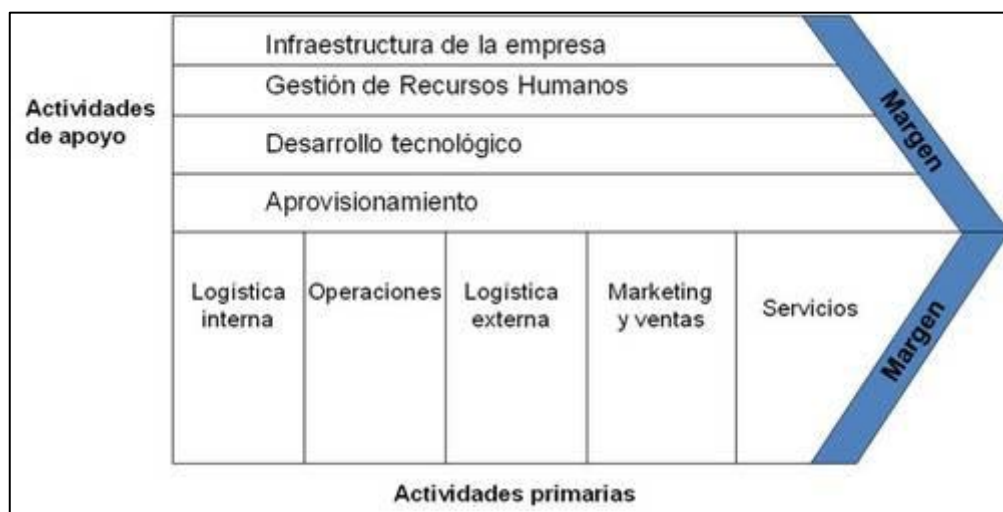 Infraestructura de la empresa
Gestión de Recursos Humanos
Actividades
de apoyo
Desarrollo tecnológico
Aprovisionamiento
Margen
Logística
interna
Operaciones
Logística
externa
Marketing
y ventas
Servicios
Margen
Actividades primarias